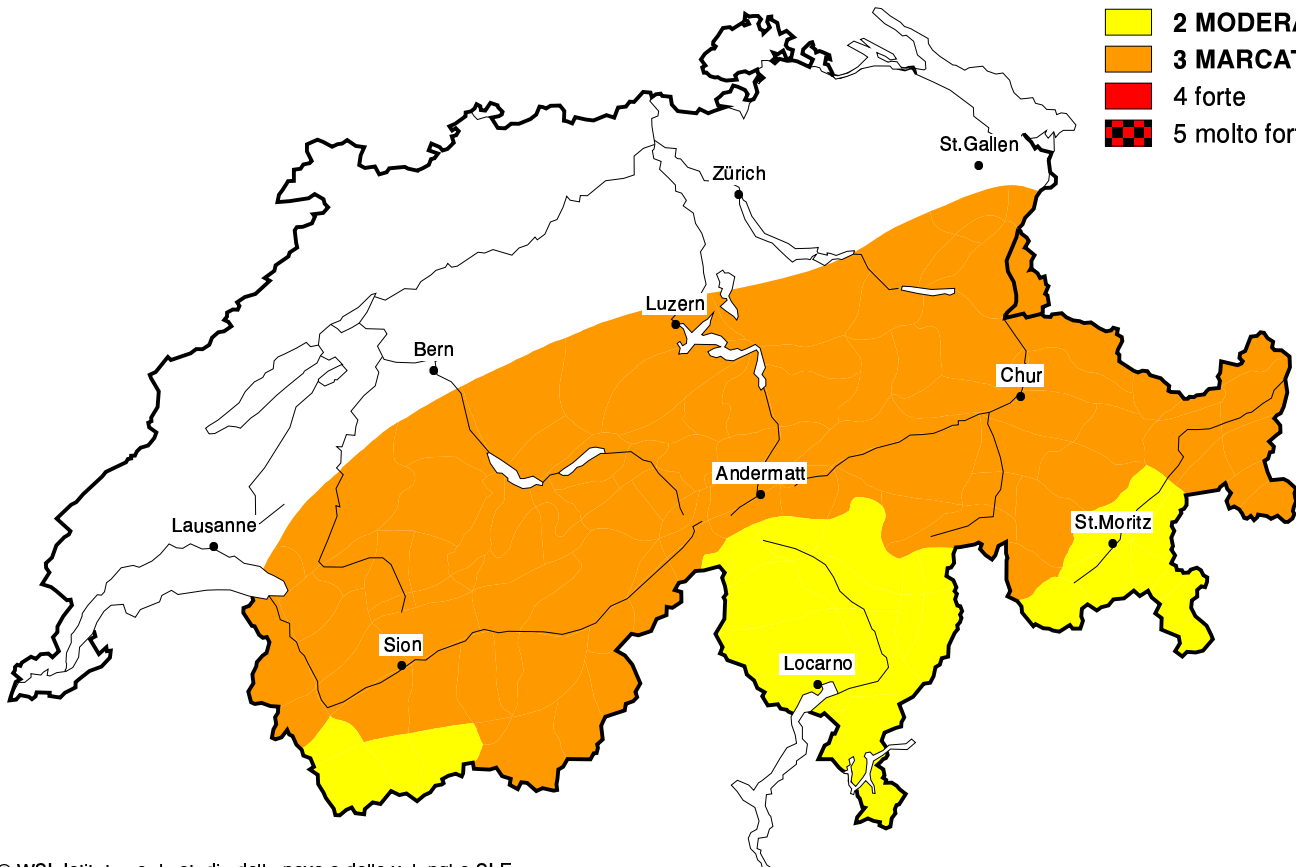 2 MODERA
3 MARCAT
4 forte
5 molto for
St.Gallen
Zürich
Luzern
Bern
Chur
Andermatt
Lausanne
St.Moritz
Sion
Locarno